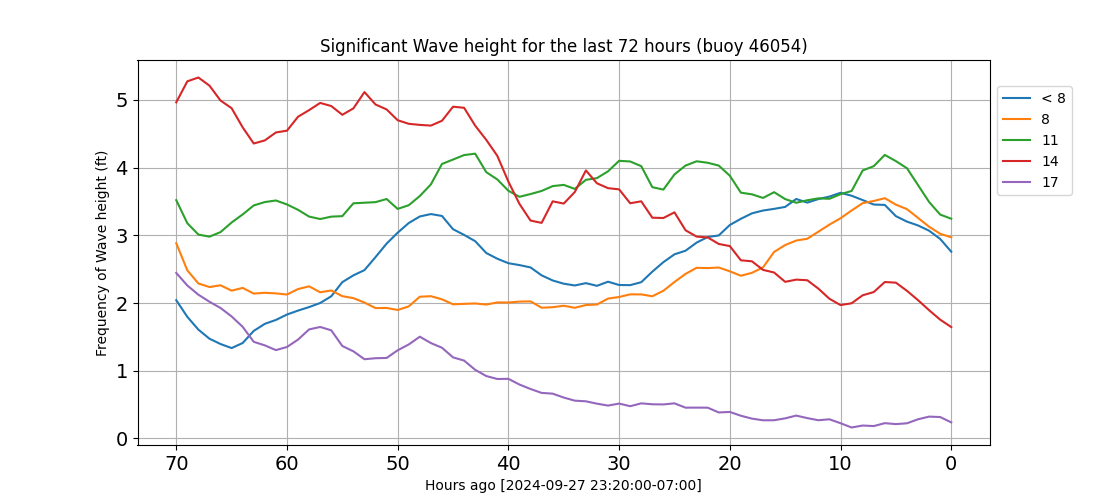 Significant Wave height for the last 72 hours (buoy 46054)
Frequency of Wave height (ft)
5
4
3
2
1
0
70 60 50 40 30 20 10 0
Hours ago [2024-09-27 23:20:00-07:00]
< 8
8
11
14
17